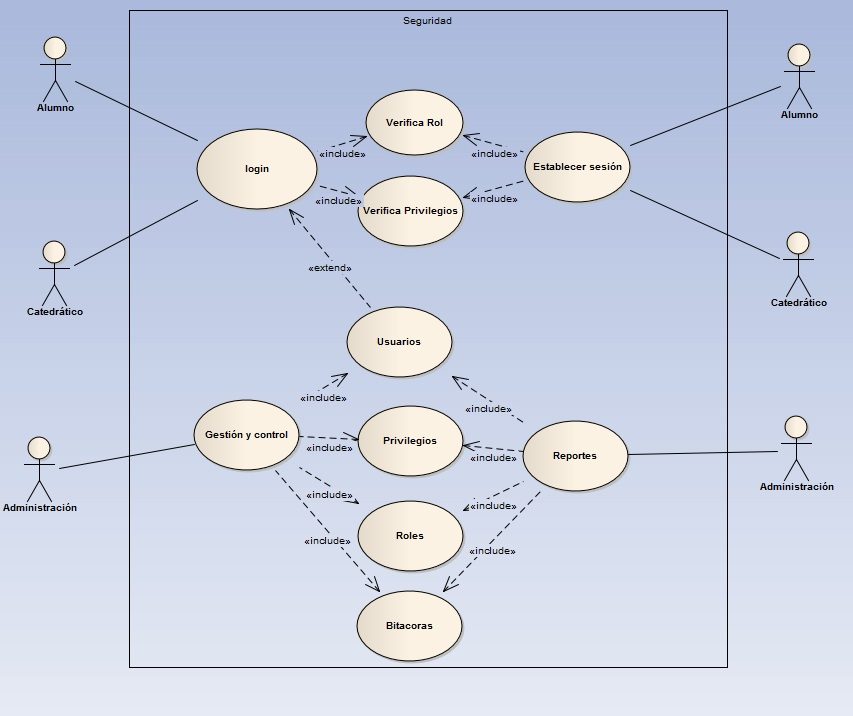 Seguridad
Alumno
Alumno
Verifica Rol
«include»
«include»
login
Establecer sesión
«include»
«include»
Verifica Privilegios
«extend»
Catedrático
Catedrático
Usuarios
«include»
«include»
Gestión y control
Privilegios
«include»
«include»
Reportes
Administración
Administración
«include»
«include»
Roles
«include»
«include»
Bitacoras